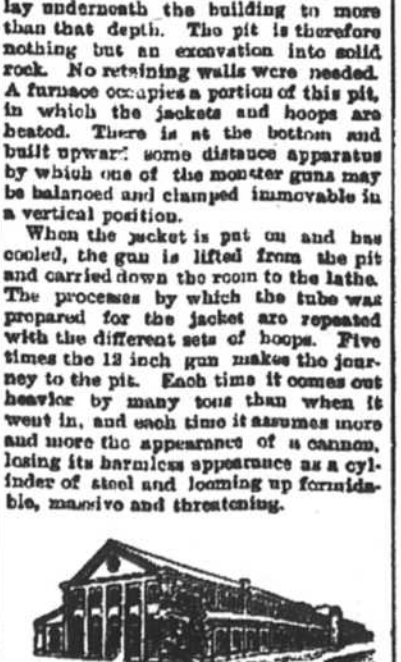 lay underneath the building to more
than that depth. The pit is therefore
nothing but an excavation into solid
rock. No retaining walls were needed.
A furnace occupies a portion of this pit,
in which the jackets and hoops are
heated. There is at the bottom and
built upward some distance apparatus
by which one of the monster guns may
be balanced and clamped immovable in
a vertical position.
When the jacket is put on and has
cooled, the gun is lifted from the pit
and carried down the room to the lathe.
The processes by which the tube was
prepared for the jacket are repeated
with the different sets of hoops. Five
times the 12 inch gun makes the jour-
ney to the pit. Each time it comes out
heavier by many tons than when it
went in, and each time it assumes more
and more the appearance of a cannon,
losing its harmless appearance as a cyl-
inder of steel and looming up formida-
ble, massive and threatening.